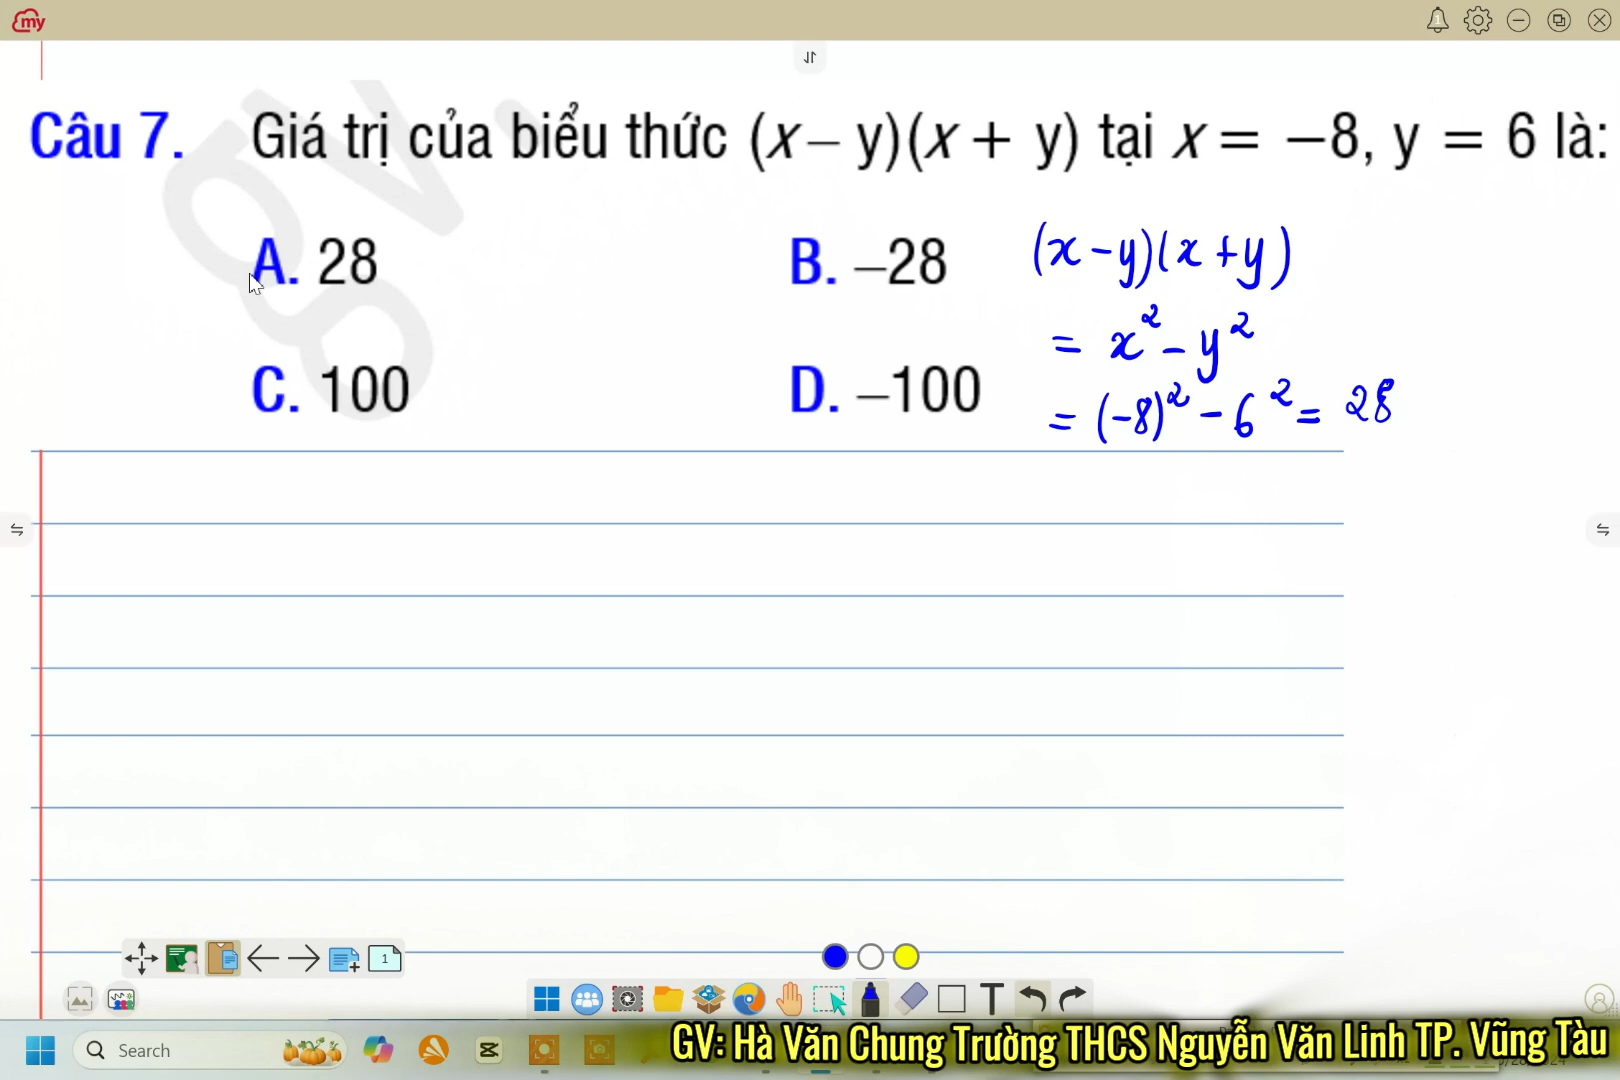 my
Câu 7. Giá trị của biểu thức (x – y)(x + y) tại x = –8, y = 6 là:
A. 28
B. –28
C. 100
D. –100
(x - y)(x + y)
= x² - y²
= (-8)² - 6² = 28
1
T
Search
GV: Hà Văn Chung Trường THCS Nguyễn Văn Linh TP. Vũng Tàu